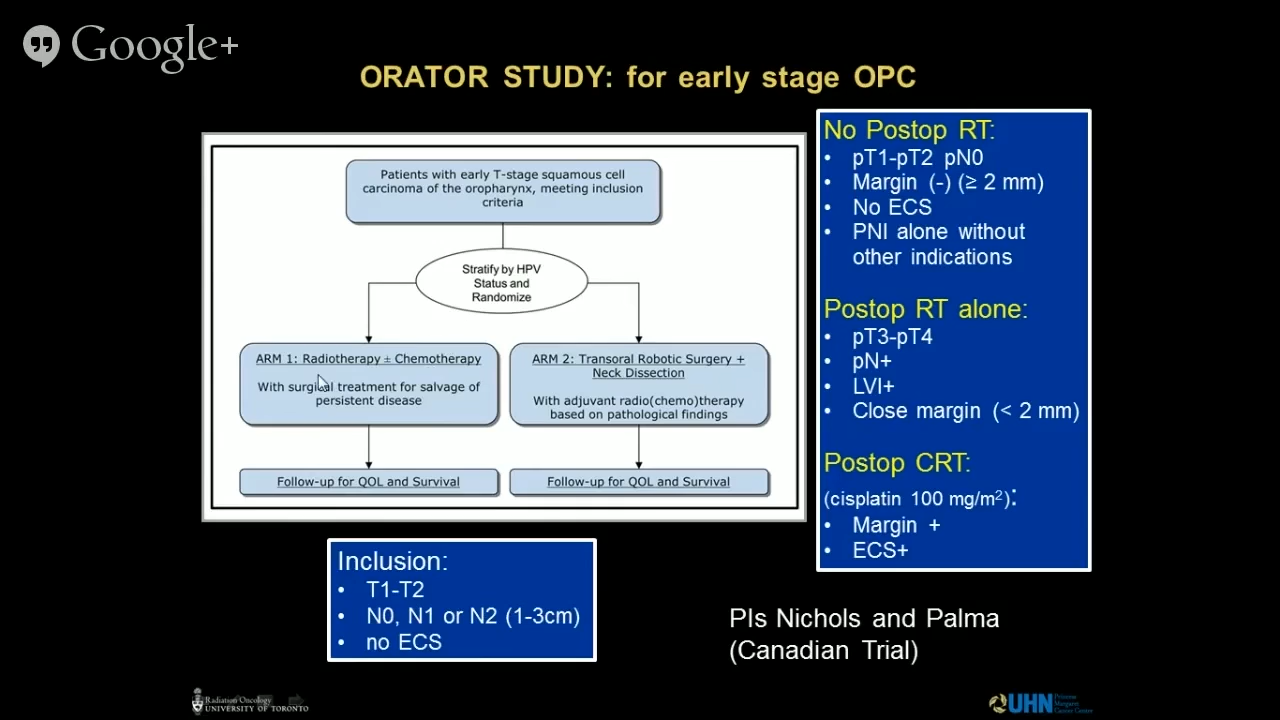 Google+
ORATOR STUDY: for early stage OPC
Patients with early T-stage squamous cell
carcinoma of the oropharynx, meeting inclusion
criteria
Stratify by HPV
Status and
Randomize
ARM 1: Radiotherapy ± Chemotherapy
With surgical treatment for salvage of
persistent disease
ARM 2: Transoral Robotic Surgery +
Neck Dissection
With adjuvant radio(chemo)therapy
based on pathological findings
Follow-up for QOL and Survival
Follow-up for QOL and Survival
No Postop RT:
• pT1-pT2 pN0
• Margin (-) (≥ 2 mm)
• No ECS
• PNI alone without
other indications
Postop RT alone:
• pT3-pT4
• pN+
• LVI+
• Close margin (< 2 mm)
Postop CRT:
(cisplatin 100 mg/m²):
• Margin +
• ECS+
Inclusion:
• T1-T2
• N0, N1 or N2 (1-3cm)
• no ECS
PIs Nichols and Palma
(Canadian Trial)
Radiation Oncology
UNIVERSITY OF TORONTO
UHN
Princess
Margaret
Cancer Centre